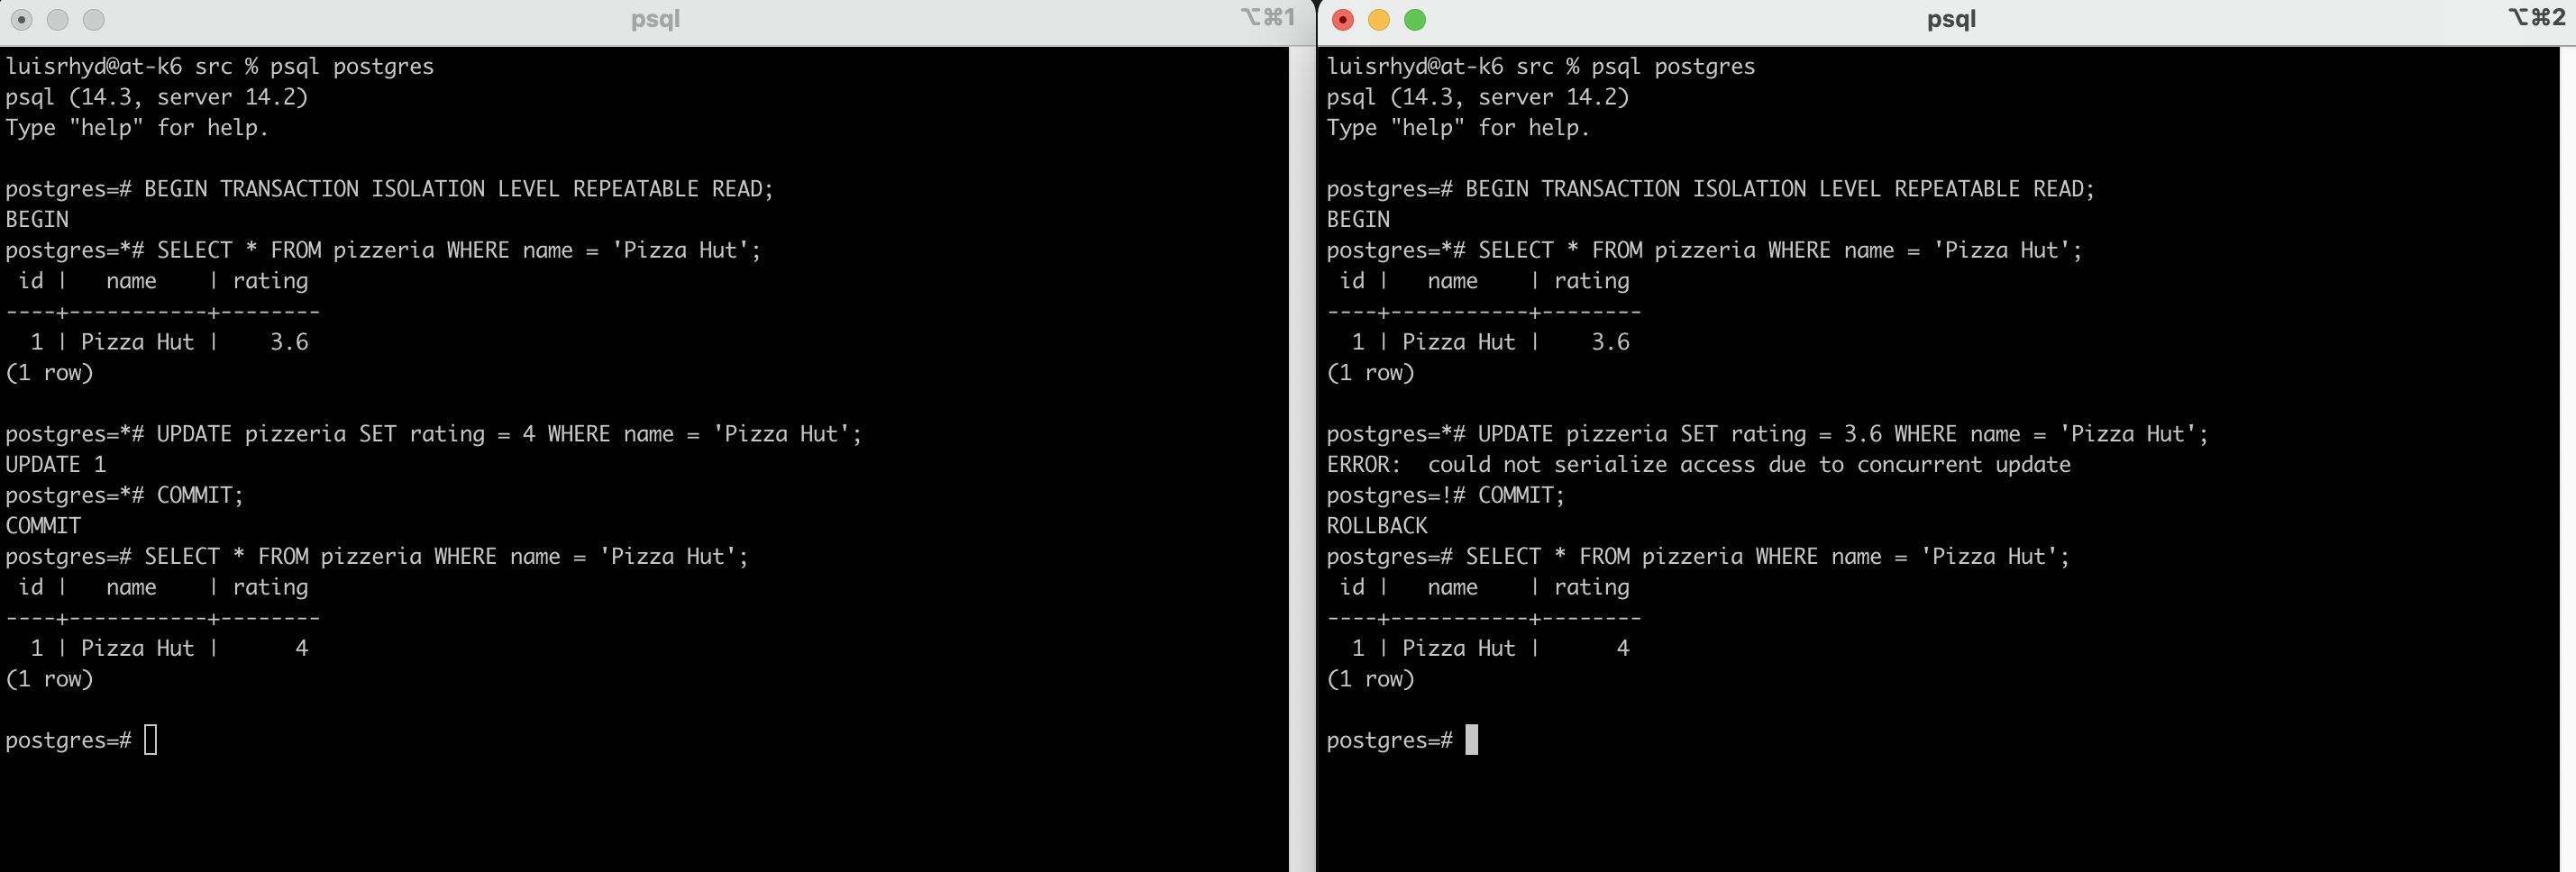 psql
⌥⌘1
luisrhyd@at-k6 src % psql postgres
psql (14.3, server 14.2)
Type "help" for help.
postgres=# BEGIN TRANSACTION ISOLATION LEVEL REPEATABLE READ;
BEGIN
postgres=*# SELECT * FROM pizzeria WHERE name = 'Pizza Hut';
 id |   name    | rating
----+-----------+--------
  1 | Pizza Hut |    3.6
(1 row)
postgres=*# UPDATE pizzeria SET rating = 4 WHERE name = 'Pizza Hut';
UPDATE 1
postgres=*# COMMIT;
COMMIT
postgres=# SELECT * FROM pizzeria WHERE name = 'Pizza Hut';
 id |   name    | rating
----+-----------+--------
  1 | Pizza Hut |      4
(1 row)
postgres=#
psql
⌥⌘2
luisrhyd@at-k6 src % psql postgres
psql (14.3, server 14.2)
Type "help" for help.
postgres=# BEGIN TRANSACTION ISOLATION LEVEL REPEATABLE READ;
BEGIN
postgres=*# SELECT * FROM pizzeria WHERE name = 'Pizza Hut';
 id |   name    | rating
----+-----------+--------
  1 | Pizza Hut |    3.6
(1 row)
postgres=*# UPDATE pizzeria SET rating = 3.6 WHERE name = 'Pizza Hut';
ERROR:  could not serialize access due to concurrent update
postgres=!# COMMIT;
ROLLBACK
postgres=# SELECT * FROM pizzeria WHERE name = 'Pizza Hut';
 id |   name    | rating
----+-----------+--------
  1 | Pizza Hut |      4
(1 row)
postgres=#